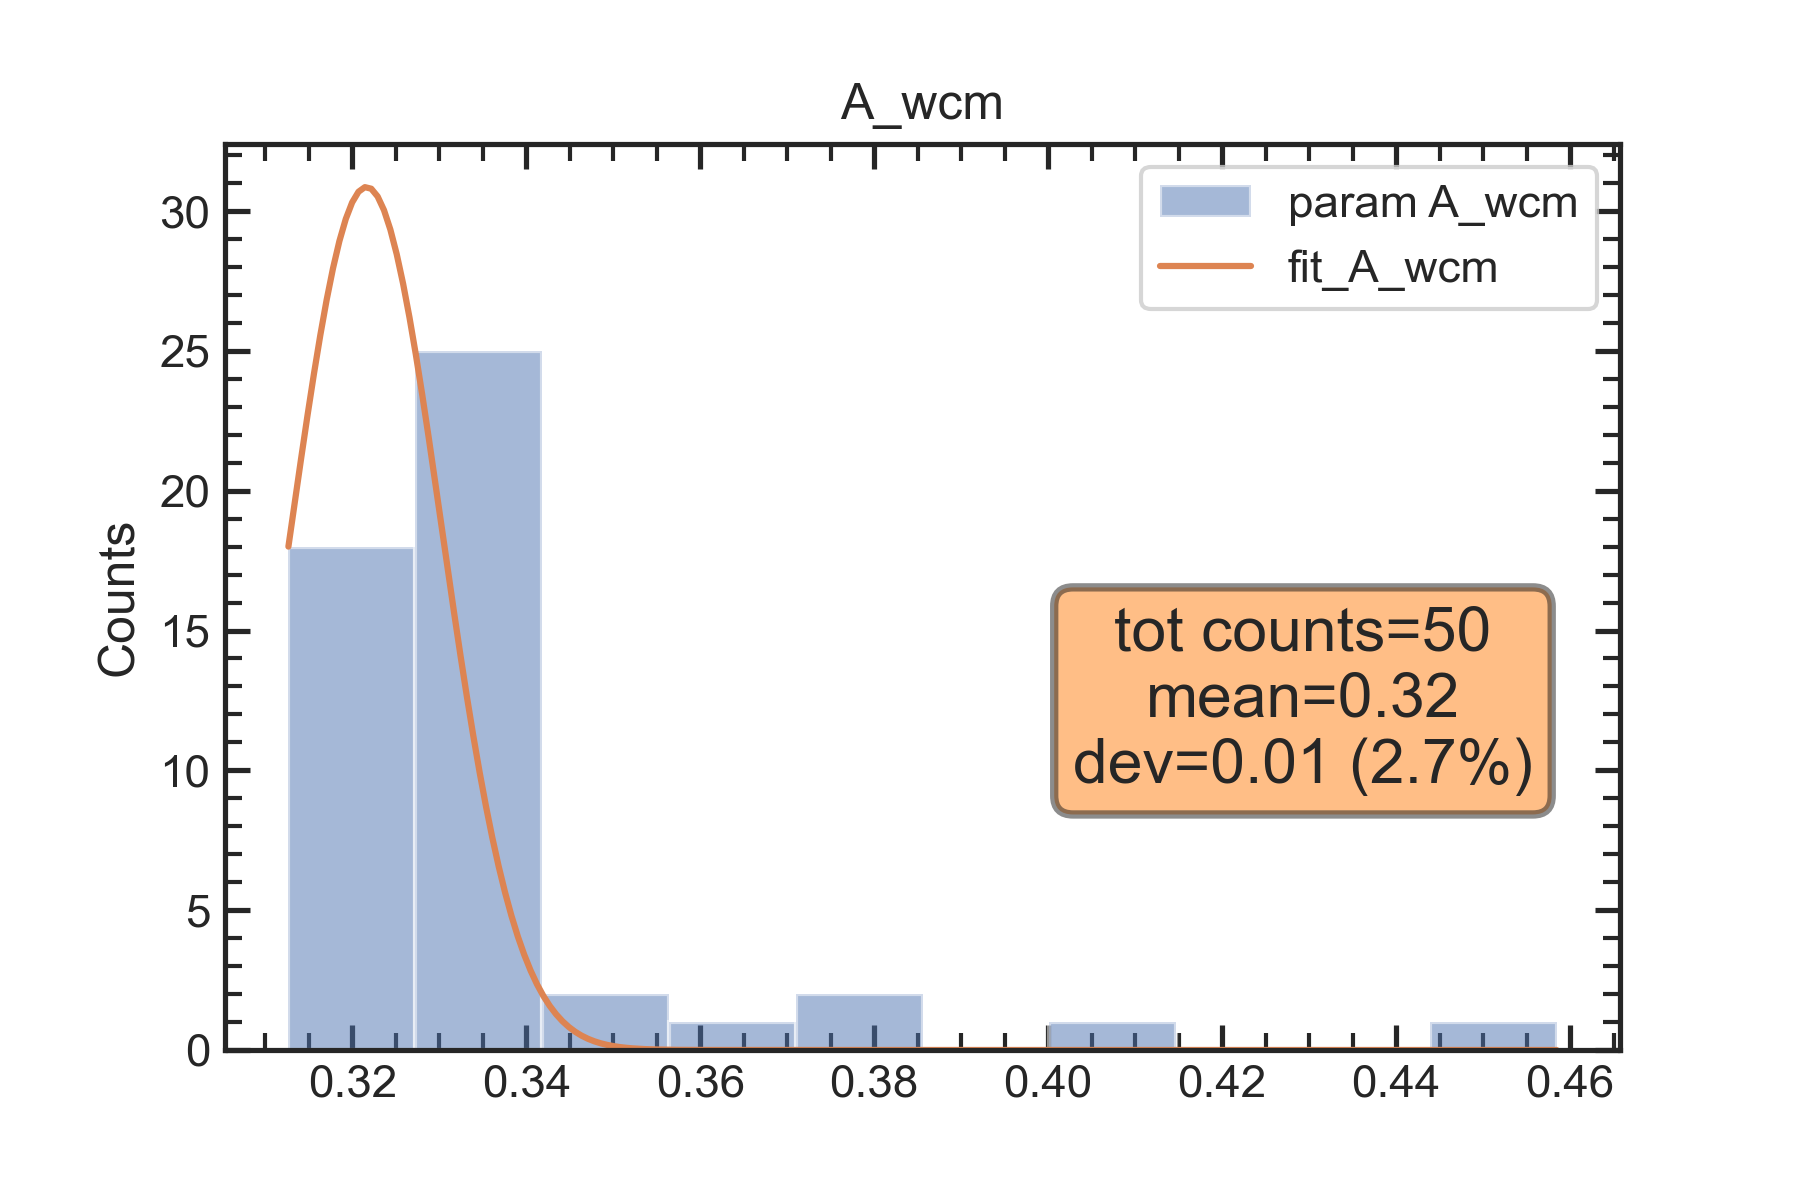 A_wcm
param A_wcm
fit_A_wcm
Counts
30
25
20
15
10
5
0
tot counts=50
mean=0.32
dev=0.01 (2.7%)
0.32 0.34 0.36 0.38 0.40 0.42 0.44 0.46